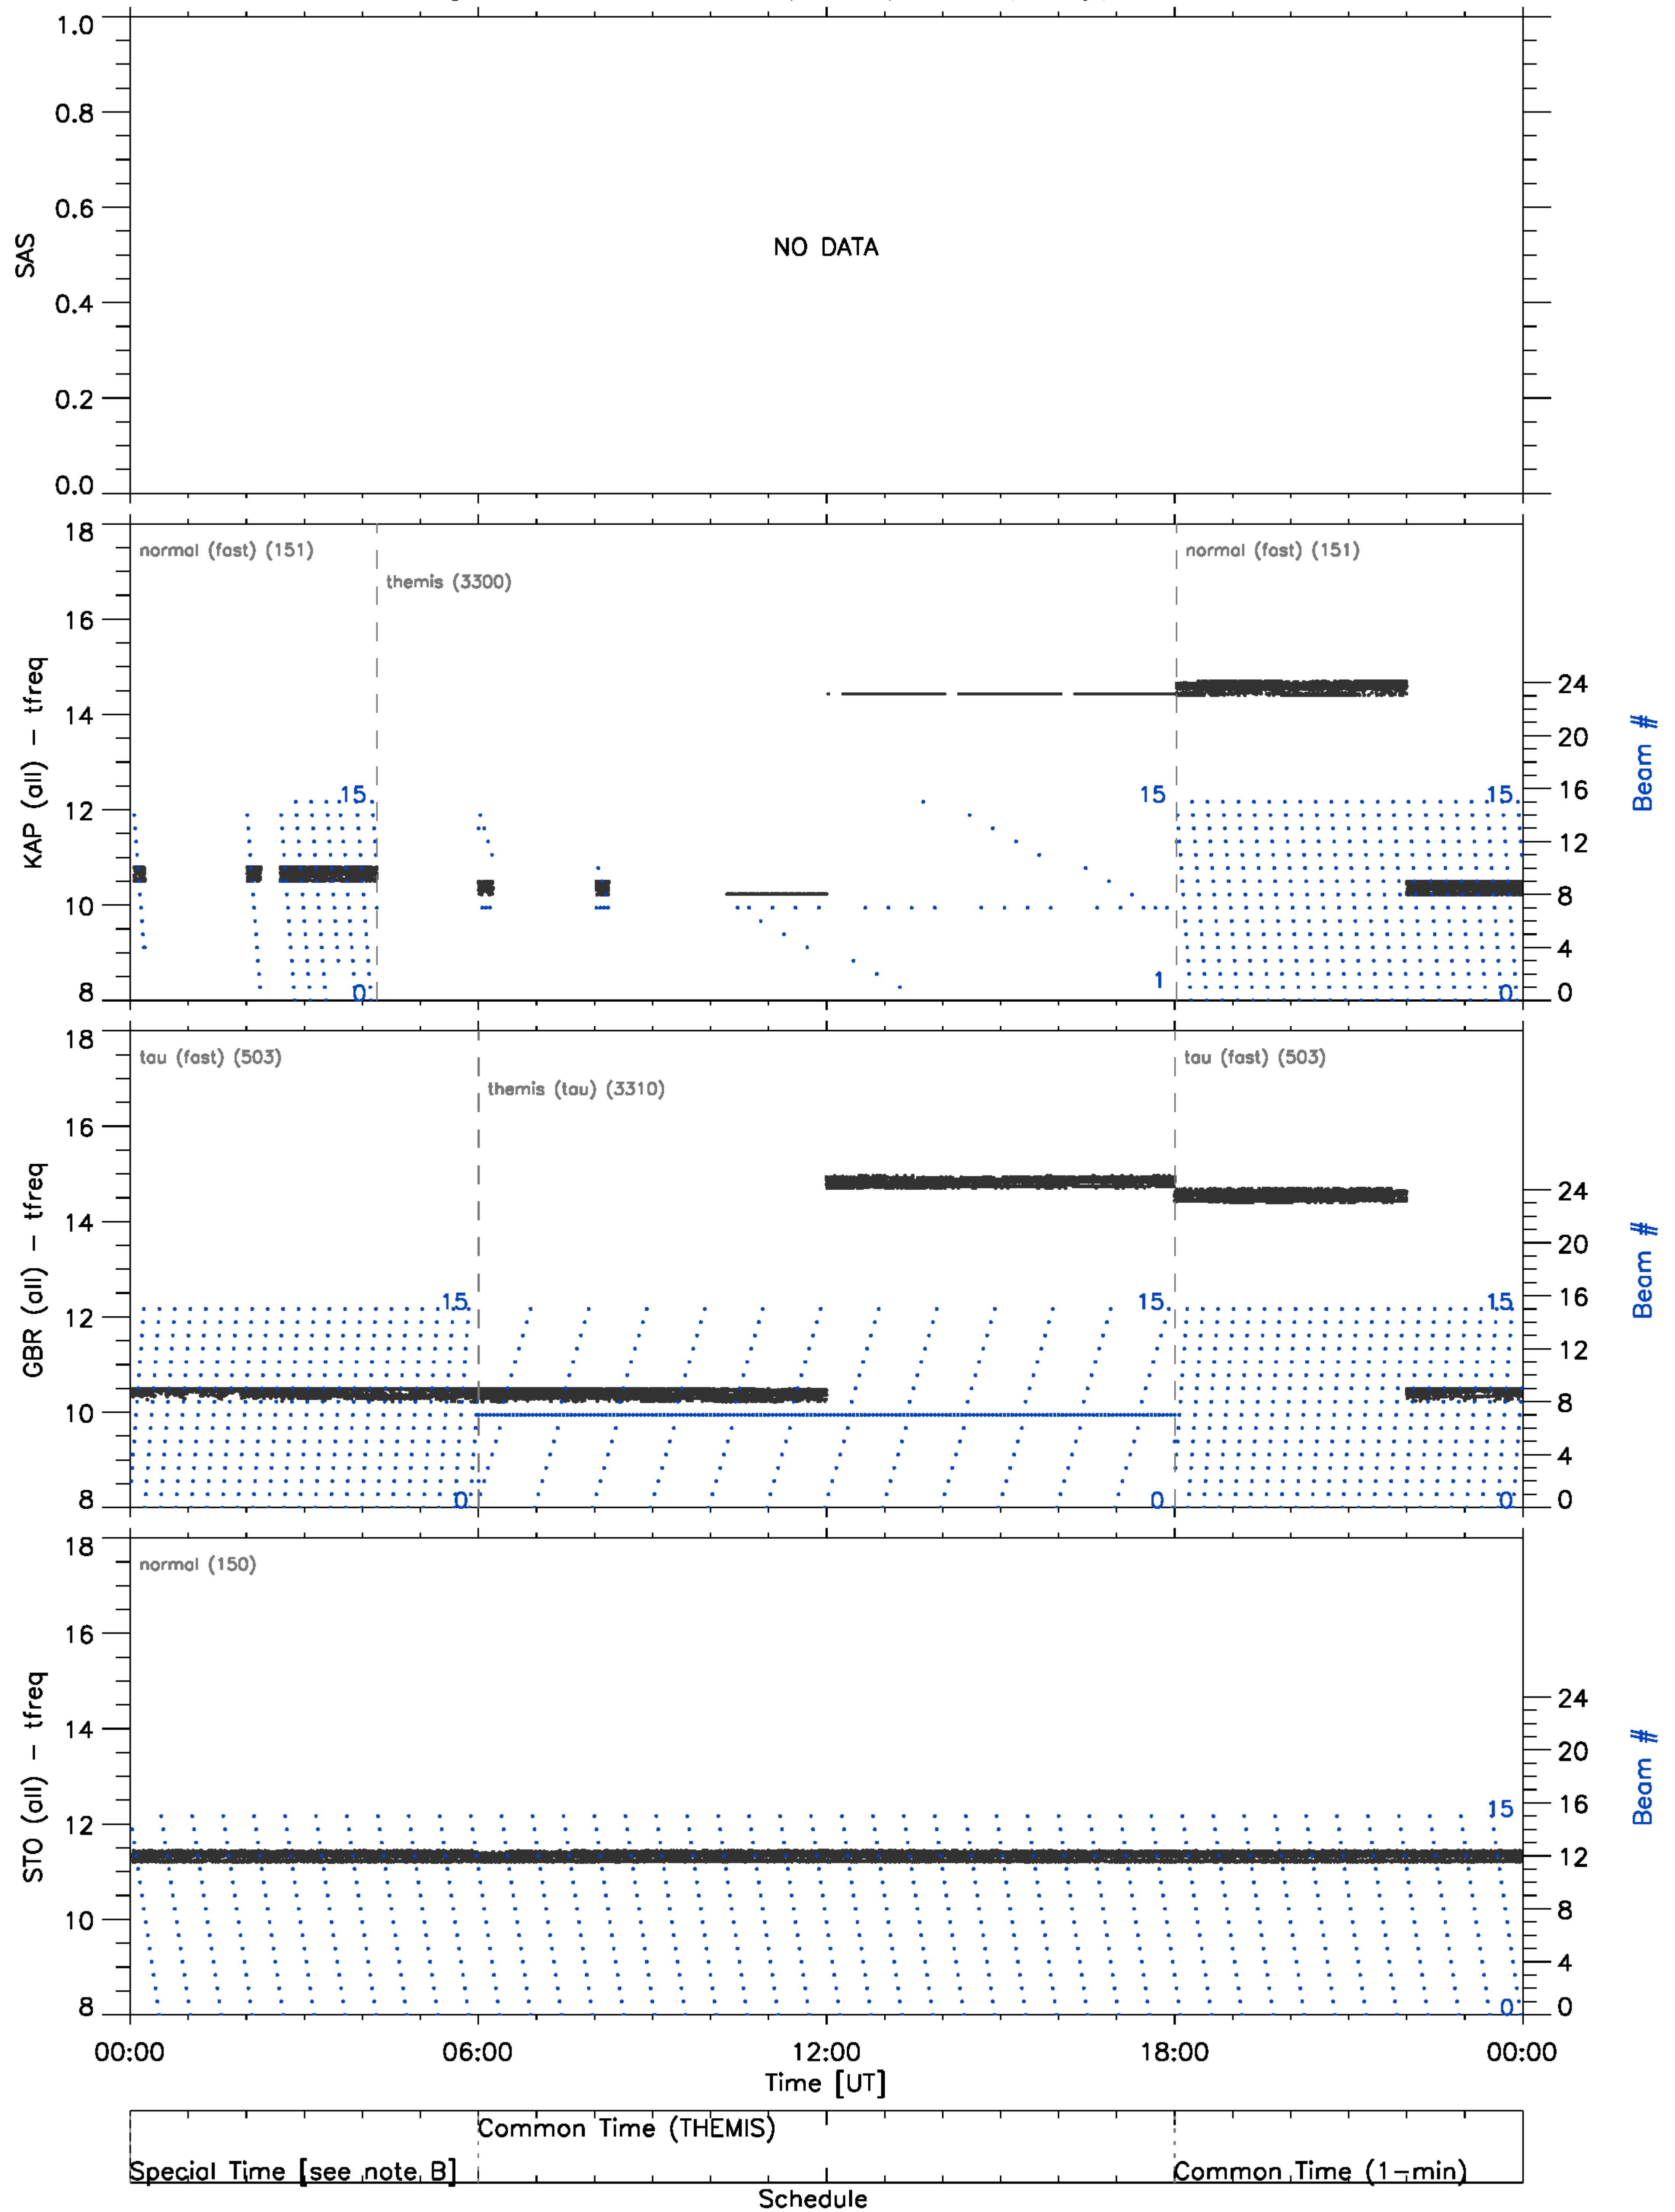 1.0
0.8
0.6
0.4
0.2
0.0
SAS
NO DATA
18
16
14
12
10
8
KAP (all) − tfreq
normal (fast) (151)
themis (3300)
normal (fast) (151)
15
0
15
1
15
0
24
20
16
12
8
4
0
Beam #
18
16
14
12
10
8
GBR (all) − tfreq
tau (fast) (503)
themis (tau) (3310)
tau (fast) (503)
15
0
15
0
15
0
24
20
16
12
8
4
0
Beam #
18
16
14
12
10
8
STO (all) − tfreq
normal (150)
15
0
24
20
16
12
8
4
0
Beam #
00:00 06:00 12:00 18:00 00:00
Time [UT]
Common Time (THEMIS)
Special Time [see note B] Common Time (1−min)
Schedule